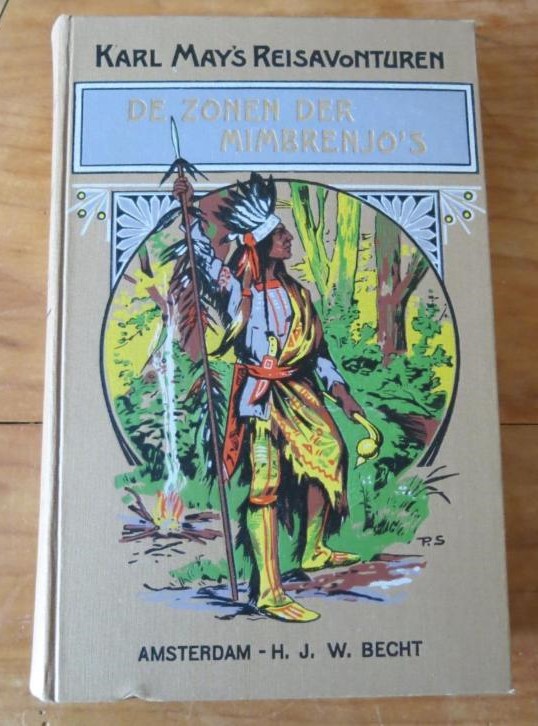 KARL MAY'S REISAVONTUREN
DE ZONEN DER
MIMBRENJO'S
P.S
AMSTERDAM - H. J. W. BECHT